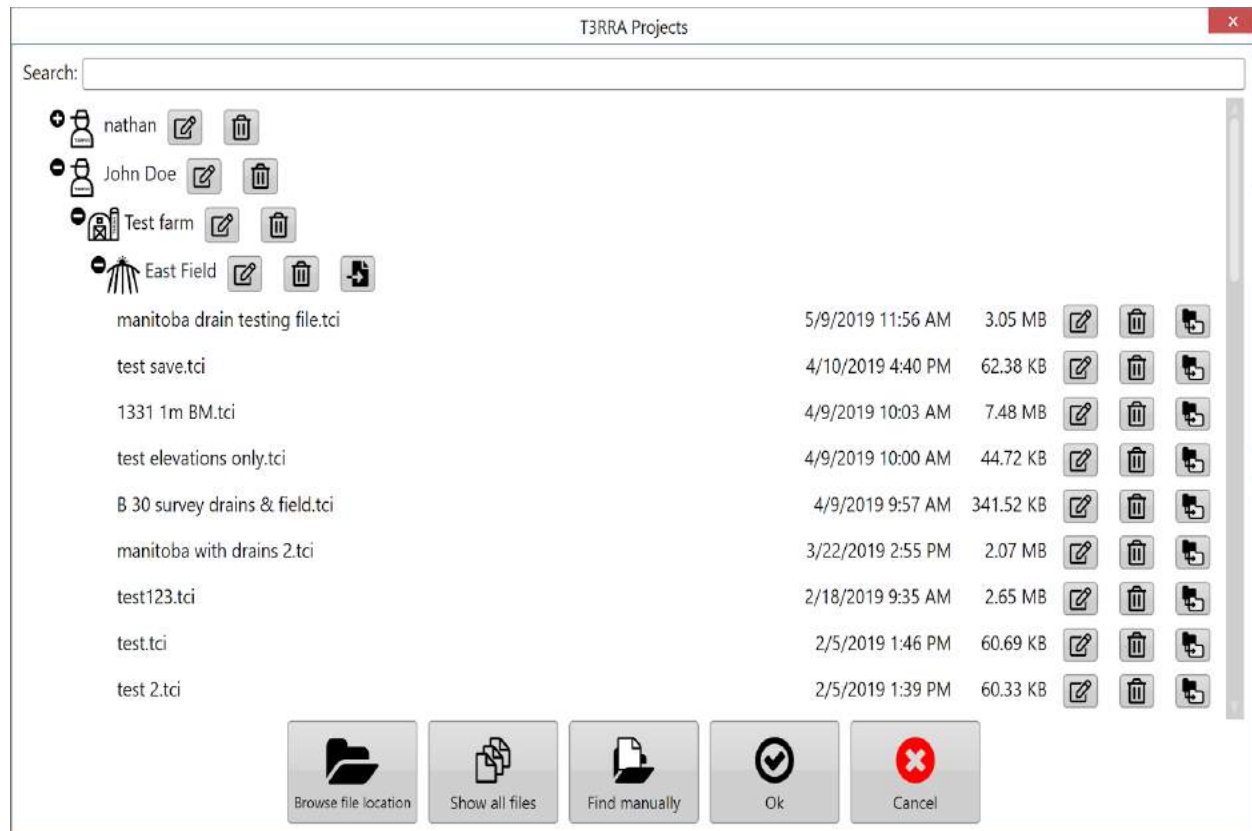 T3RRA Projects
x
Search:
nathan
John Doe
Test farm
East Field
manitoba drain testing file.tci 5/9/2019 11:56 AM 3.05 MB
test save.tci 4/10/2019 4:40 PM 62.38 KB
1331 1m BM.tci 4/9/2019 10:03 AM 7.48 MB
test elevations only.tci 4/9/2019 10:00 AM 44.72 KB
B 30 survey drains & field.tci 4/9/2019 9:57 AM 341.52 KB
manitoba with drains 2.tci 3/22/2019 2:55 PM 2.07 MB
test123.tci 2/18/2019 9:35 AM 2.65 MB
test.tci 2/5/2019 1:46 PM 60.69 KB
test 2.tci 2/5/2019 1:39 PM 60.33 KB
Browse file location Show all files Find manually Ok Cancel